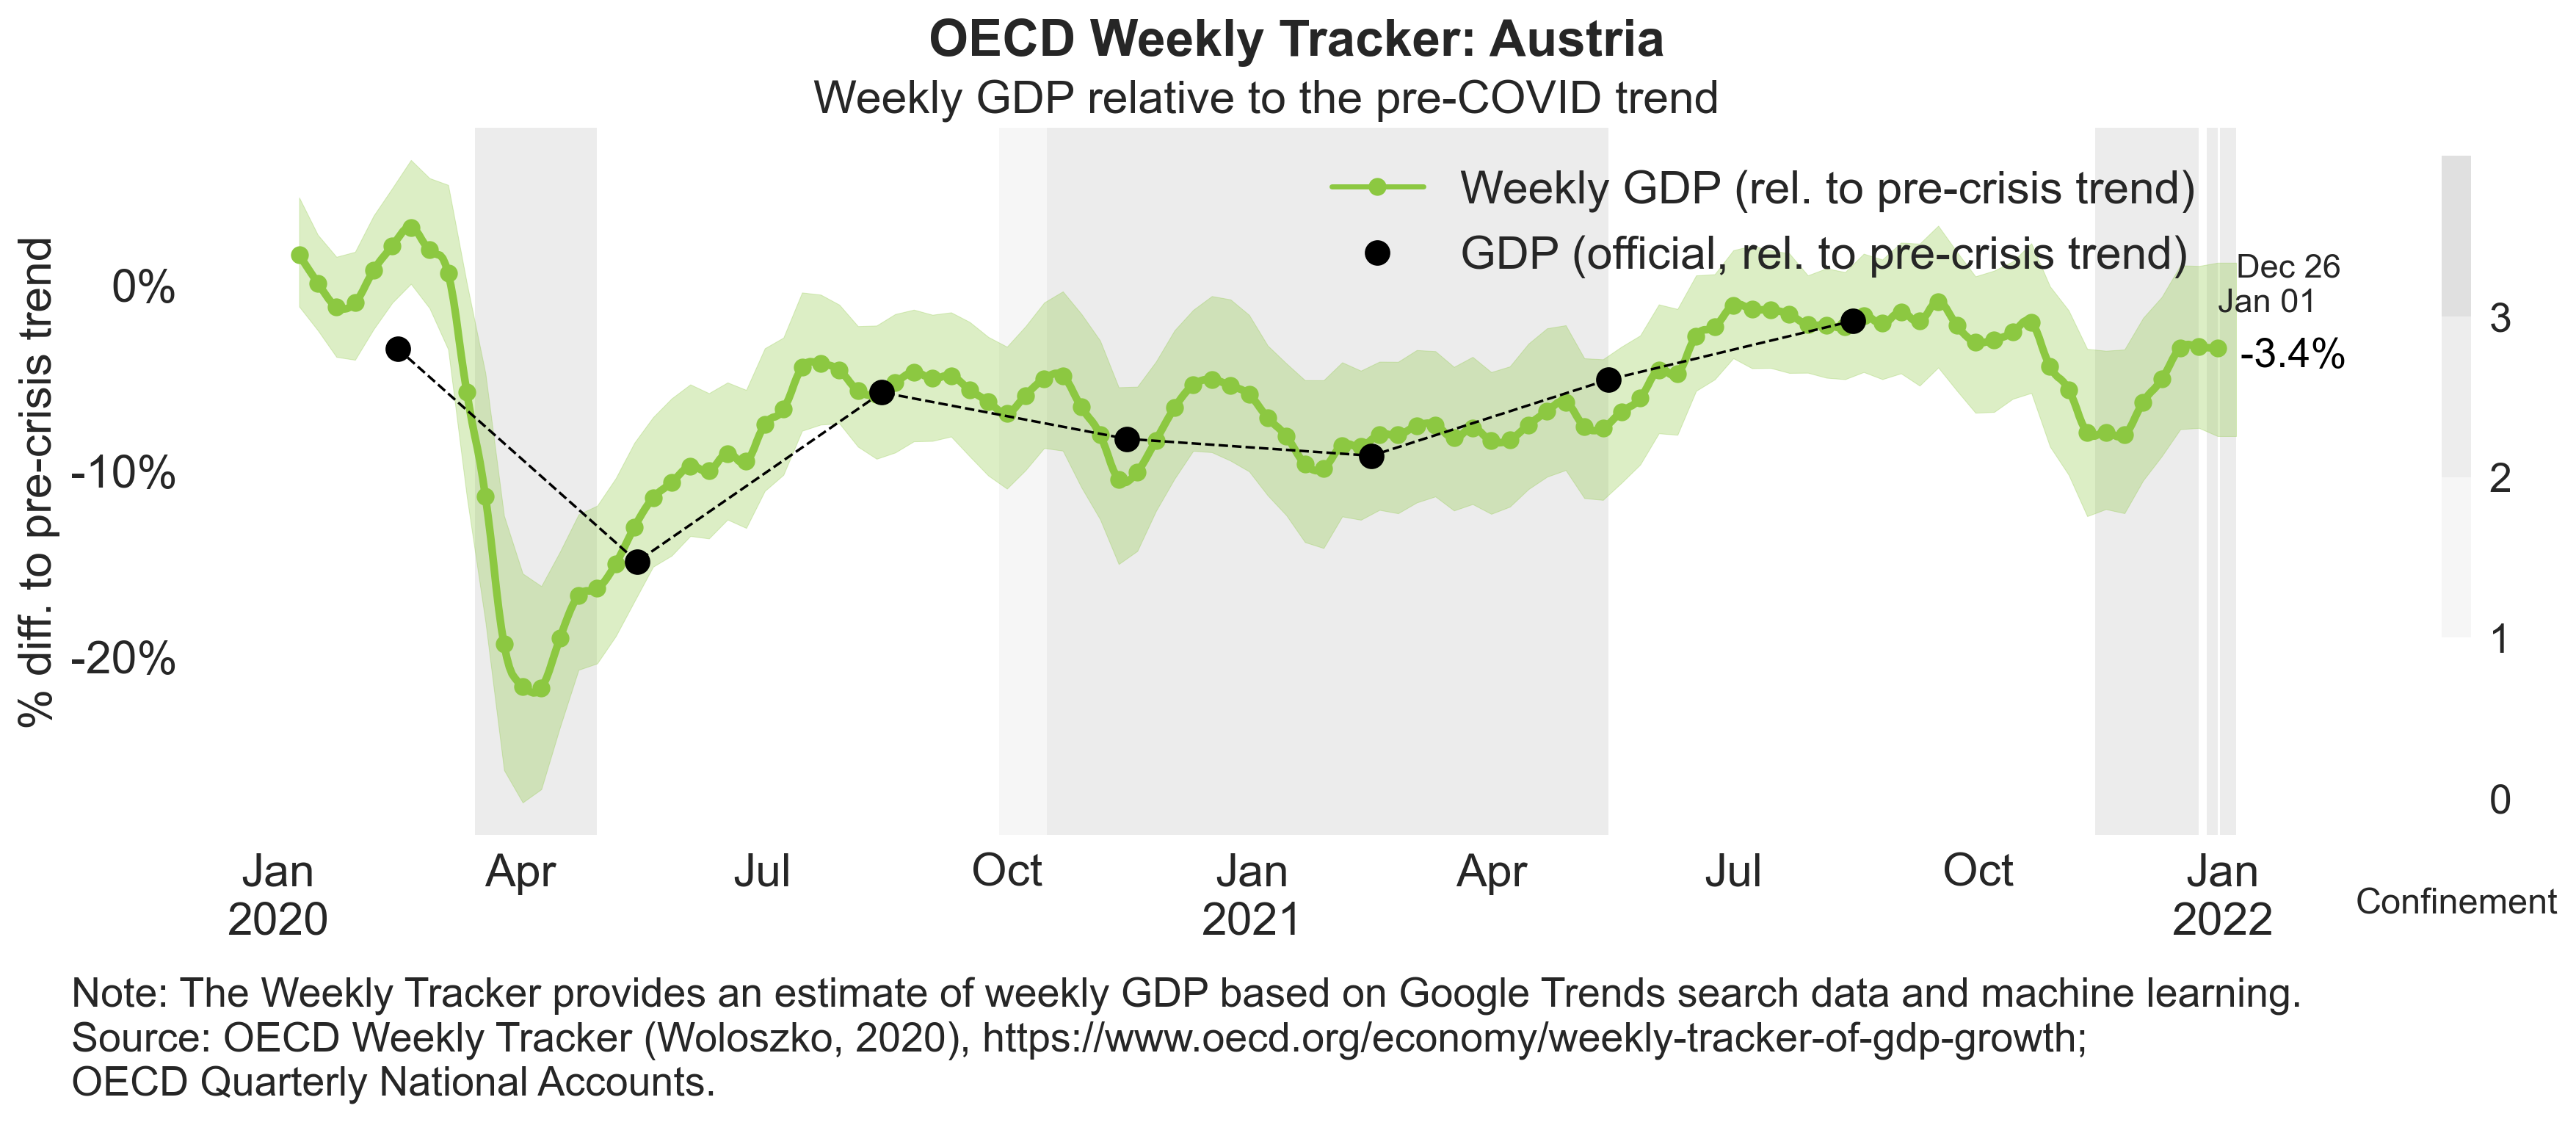 OECD Weekly Tracker: Austria
Weekly GDP relative to the pre-COVID trend
Weekly GDP (rel. to pre-crisis trend)
GDP (official, rel. to pre-crisis trend)
% diff. to pre-crisis trend
0%
-10%
-20%
Dec 26
Jan 01
-3.4%
3
2
1
0
Confinement
Jan Apr Jul Oct Jan Apr Jul Oct Jan
2020 2021 2022
Note: The Weekly Tracker provides an estimate of weekly GDP based on Google Trends search data and machine learning.
Source: OECD Weekly Tracker (Woloszko, 2020), https://www.oecd.org/economy/weekly-tracker-of-gdp-growth;
OECD Quarterly National Accounts.